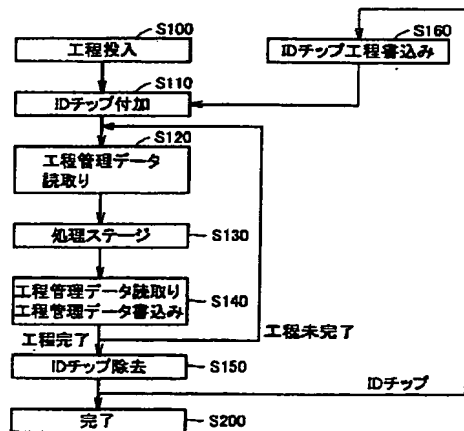 S100
工程投入
S160
IDチップ工程書込み
S110
IDチップ付加
S120
工程管理データ
読取り
処理ステージ
S130
工程管理データ読取り
工程管理データ書込み
S140
工程完了
工程未完了
IDチップ除去
S150
IDチップ
完了
S200